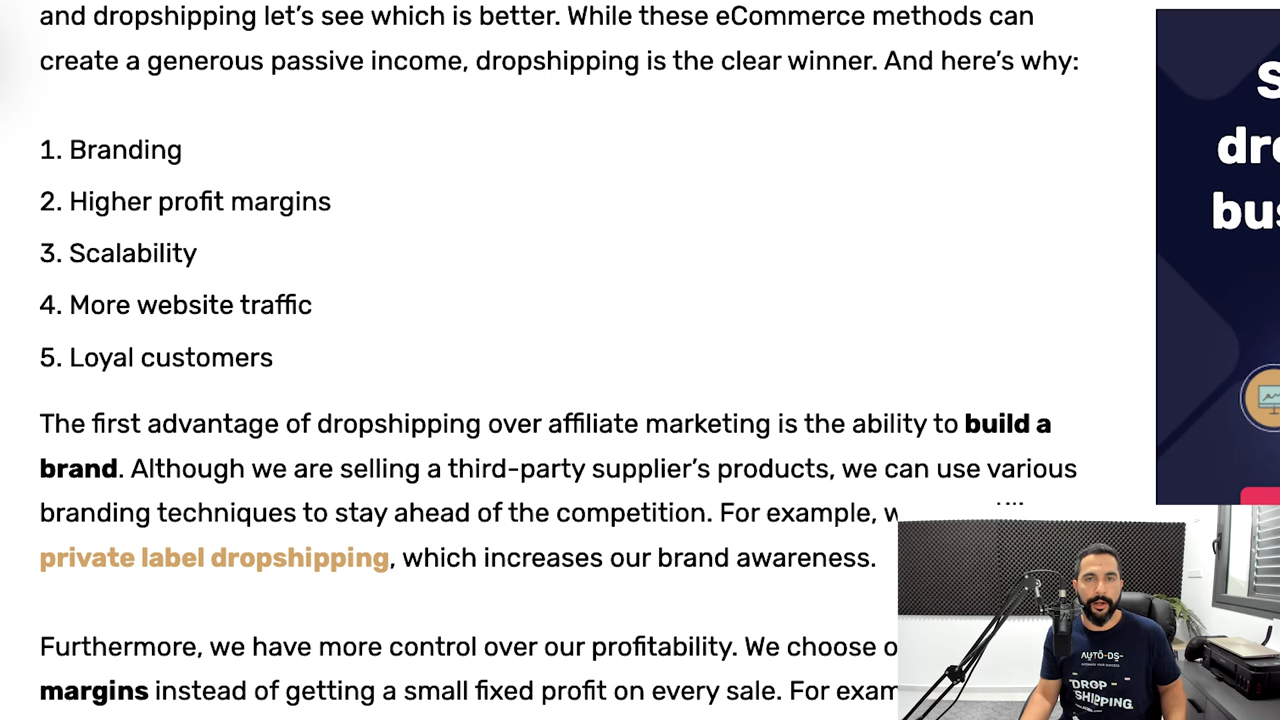 and dropshipping let’s see which is better. While these eCommerce methods can
create a generous passive income, dropshipping is the clear winner. And here’s why:
1. Branding
2. Higher profit margins
3. Scalability
4. More website traffic
5. Loyal customers
The first advantage of dropshipping over affiliate marketing is the ability to build a
brand. Although we are selling a third-party supplier’s products, we can use various
branding techniques to stay ahead of the competition. For example,
private label dropshipping, which increases our brand awareness.
Furthermore, we have more control over our profitability. We choose
margins instead of getting a small fixed profit on every sale. For
AUTO-DS-
DROP
SHIPPING